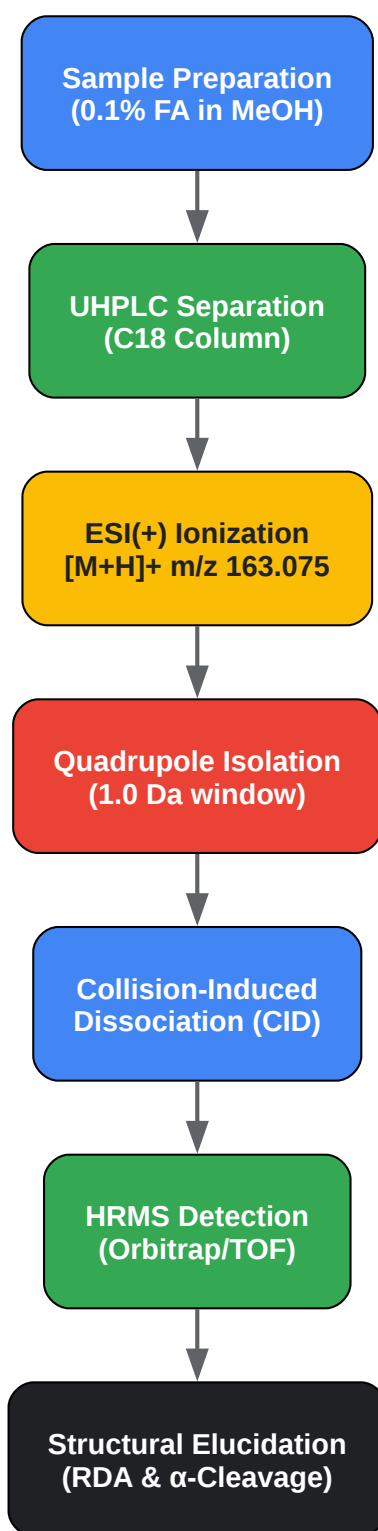 Sample Preparation
(0.1% FA in MeOH)
UHPLC Separation
(C18 Column)
ESI(+) Ionization
[M+H]+ m/z 163.075
Quadrupole Isolation
(1.0 Da window)
Collision-Induced
Dissociation (CID)
HRMS Detection
(Orbitrap/TOF)
Structural Elucidation
(RDA & α-Cleavage)